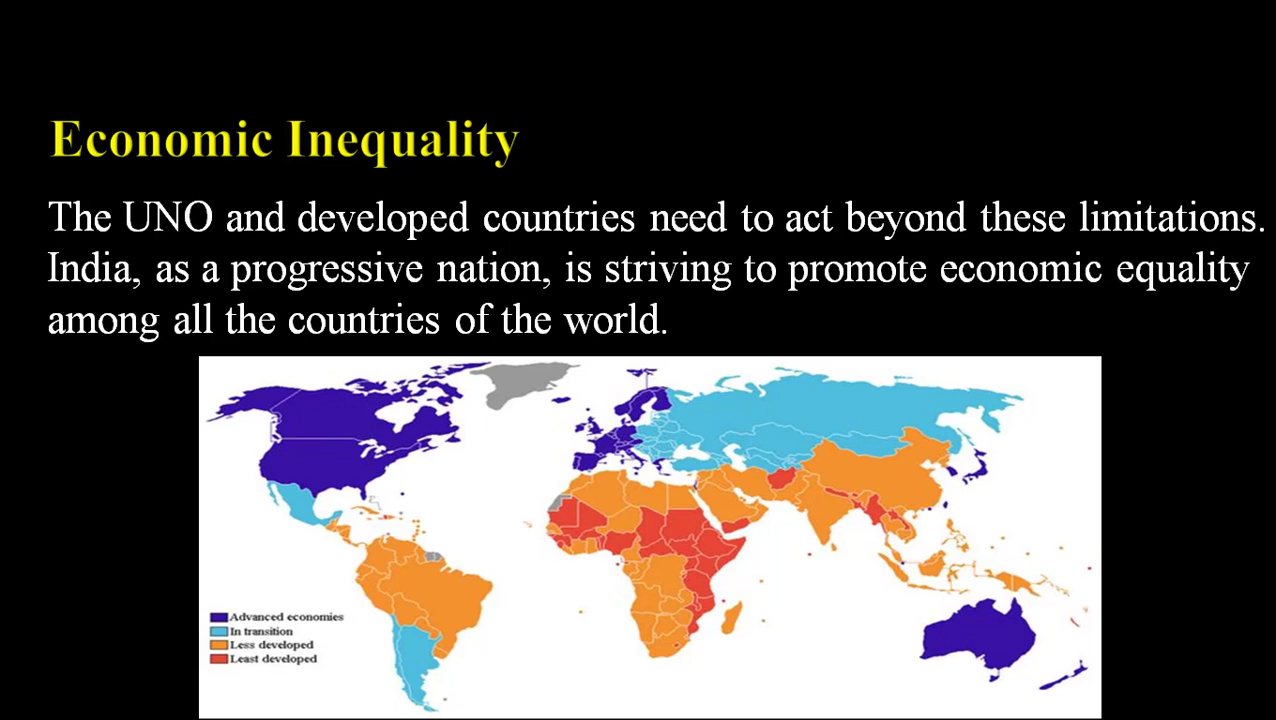 Economic Inequality
The UNO and developed countries need to act beyond these limitations.
India, as a progressive nation, is striving to promote economic equality
among all the countries of the world.
Advanced economies
In transition
Less developed
Least developed